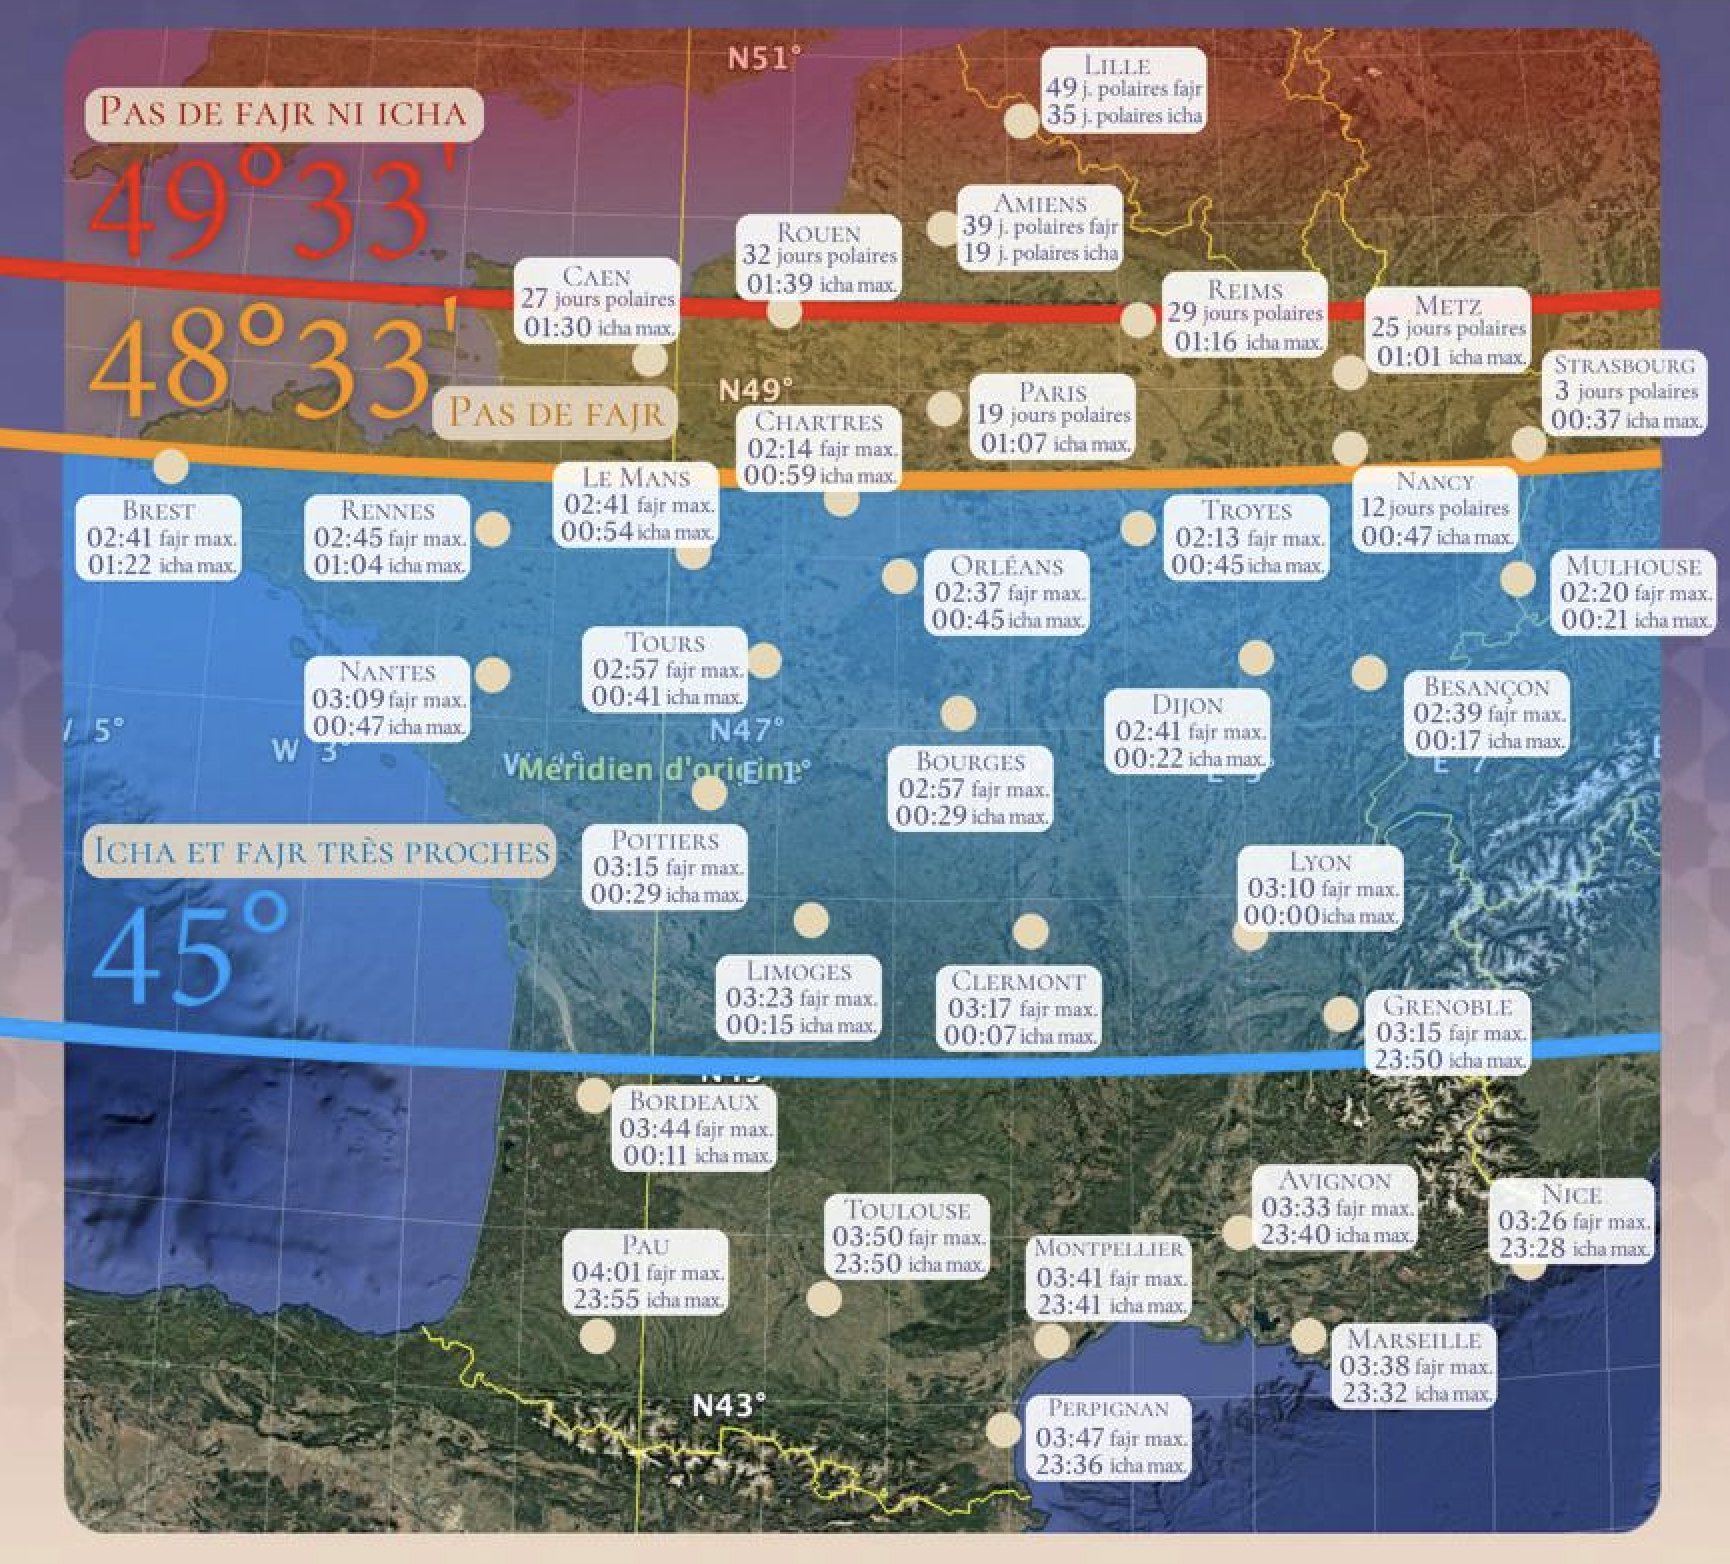 N51°
LILLE
49 j. polaires fajr
35 j. polaires icha
PAS DE FAJR NI ICHA
49°33'
AMIENS
39 j. polaires fajr
19 j. polaires icha
ROUEN
32 jours polaires
01:39 icha max.
CAEN
27 jours polaires
01:30 icha max.
REIMS
29 jours polaires
01:16 icha max.
METZ
25 jours polaires
01:01 icha max.
48°33'
PAS DE FAJR
N49°
STRASBOURG
3 jours polaires
00:37 icha max.
PARIS
19 jours polaires
01:07 icha max.
CHARTRES
02:14 fajr max.
00:59 icha max.
LE MANS
02:41 fajr max.
00:54 icha max.
NANCY
12 jours polaires
00:47 icha max.
BREST
02:41 fajr max.
01:22 icha max.
RENNES
02:45 fajr max.
01:04 icha max.
TROYES
02:13 fajr max.
00:45 icha max.
ORLÉANS
02:37 fajr max.
00:45 icha max.
MULHOUSE
02:20 fajr max.
00:21 icha max.
TOURS
02:57 fajr max.
00:41 icha max.
NANTES
03:09 fajr max.
00:47 icha max.
BESANÇON
02:39 fajr max.
00:17 icha max.
DIJON
02:41 fajr max.
00:22 icha max.
5°
W 3°
N47°
Méridien d'origine
E 1°
E 7
BOURGES
02:57 fajr max.
00:29 icha max.
POITIERS
03:15 fajr max.
00:29 icha max.
ICHA ET FAJR TRÈS PROCHES
45°
LYON
03:10 fajr max.
00:00 icha max.
LIMOGES
03:23 fajr max.
00:15 icha max.
CLERMONT
03:17 fajr max.
00:07 icha max.
GRENOBLE
03:15 fajr max.
23:50 icha max.
BORDEAUX
03:44 fajr max.
00:11 icha max.
AVIGNON
03:33 fajr max.
23:40 icha max.
NICE
03:26 fajr max.
23:28 icha max.
TOULOUSE
03:50 fajr max.
23:50 icha max.
PAU
04:01 fajr max.
23:55 icha max.
MONTPELLIER
03:41 fajr max.
23:41 icha max.
MARSEILLE
03:38 fajr max.
23:32 icha max.
N43°
PERPIGNAN
03:47 fajr max.
23:36 icha max.